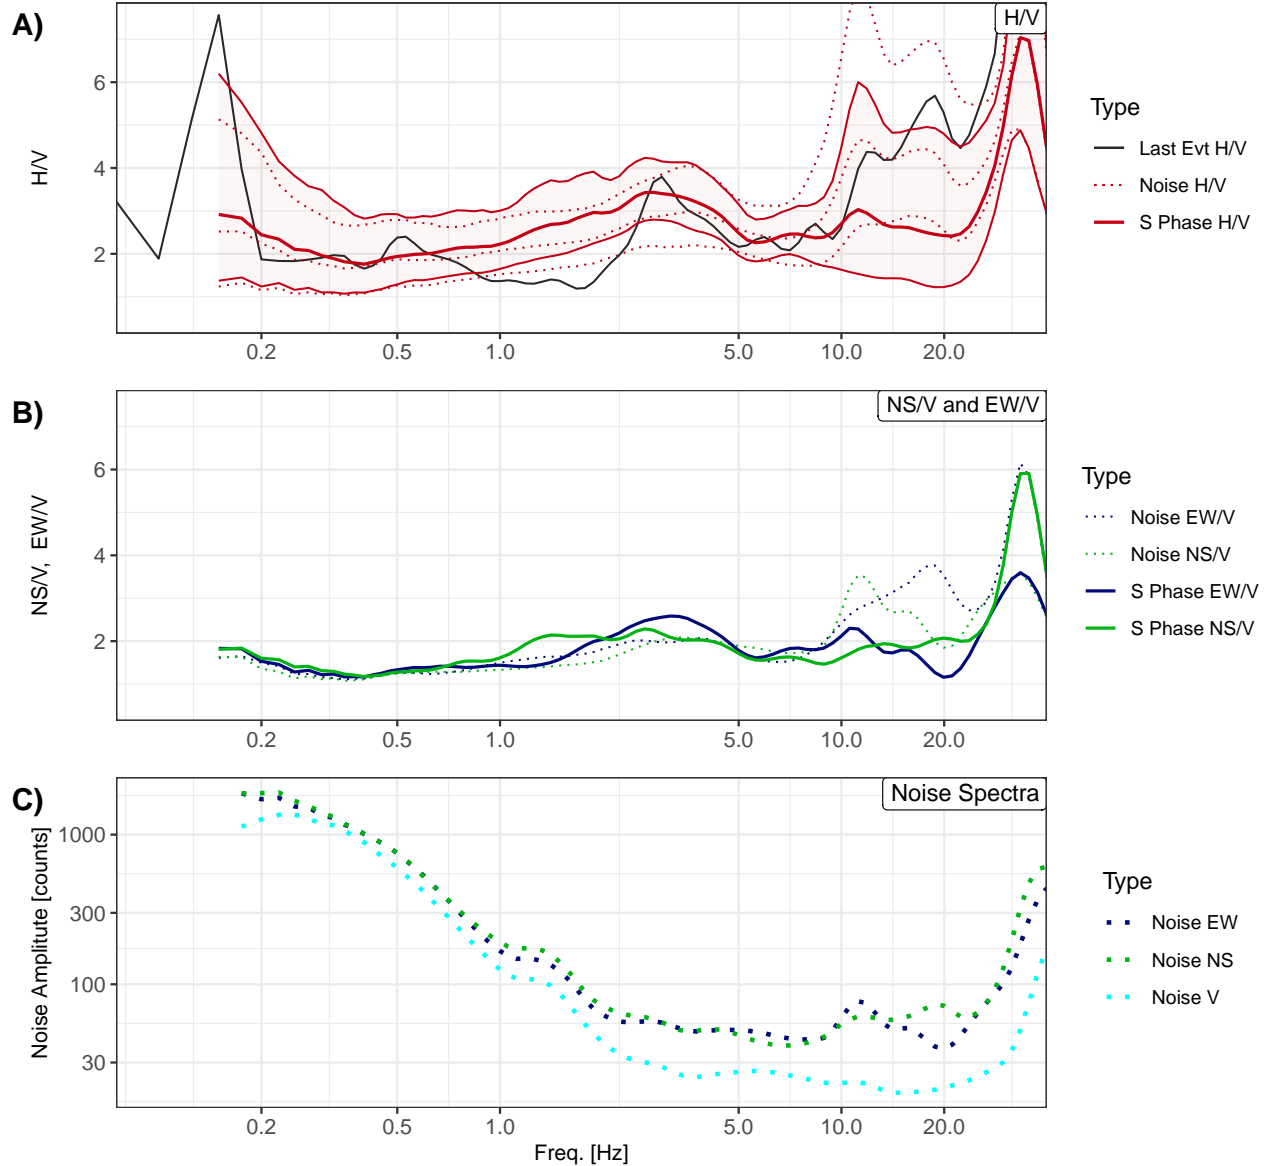 A)
H/V
H/V
6
4
2
0.2 0.5 1.0 5.0 10.0 20.0
Type
Last Evt H/V
Noise H/V
S Phase H/V
B)
NS/V and EW/V
NS/V, EW/V
6
4
2
0.2 0.5 1.0 5.0 10.0 20.0
Type
Noise EW/V
Noise NS/V
S Phase EW/V
S Phase NS/V
C)
Noise Spectra
Noise Amplitude [counts]
1000
300
100
30
0.2 0.5 1.0 5.0 10.0 20.0
Freq. [Hz]
Type
Noise EW
Noise NS
Noise V